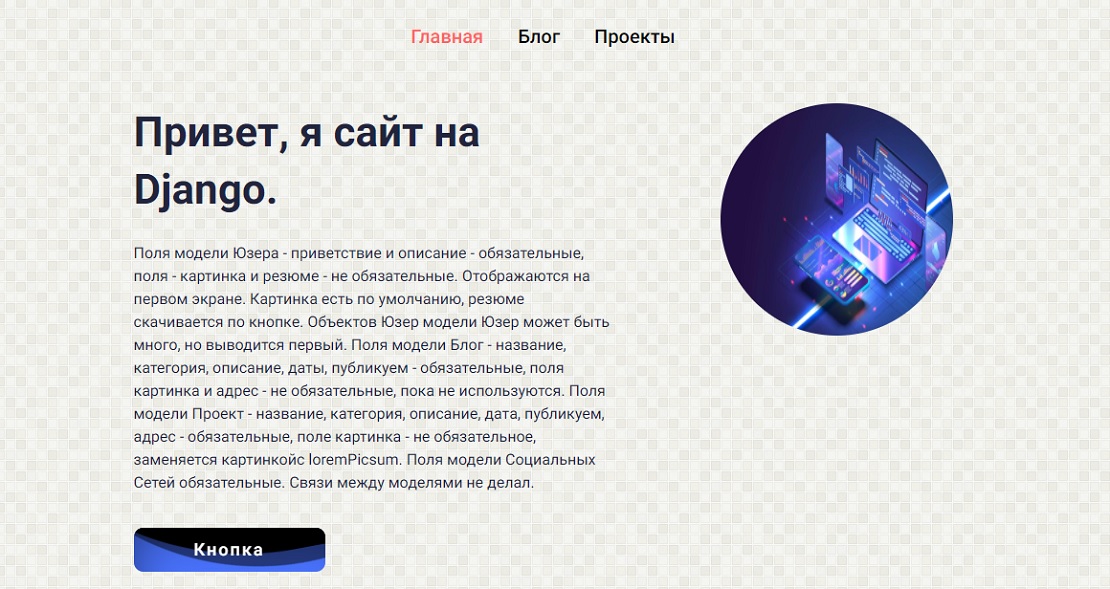 Главная Блог Проекты
Привет, я сайт на
Django.
Поля модели Юзера - приветствие и описание - обязательные,
поля - картинка и резюме - не обязательные. Отображаются на
первом экране. Картинка есть по умолчанию, резюме
скачивается по кнопке. Объектов Юзер модели Юзер может быть
много, но выводится первый. Поля модели Блог - название,
категория, описание, даты, публикуем - обязательные, поля
картинка и адрес - не обязательные, пока не используются. Поля
модели Проект - название, категория, описание, дата, публикуем,
адрес - обязательные, поле картинка - не обязательное,
заменяется картинкойс loremPicsum. Поля модели Социальных
Сетей обязательные. Связи между моделями не делал.
Кнопка